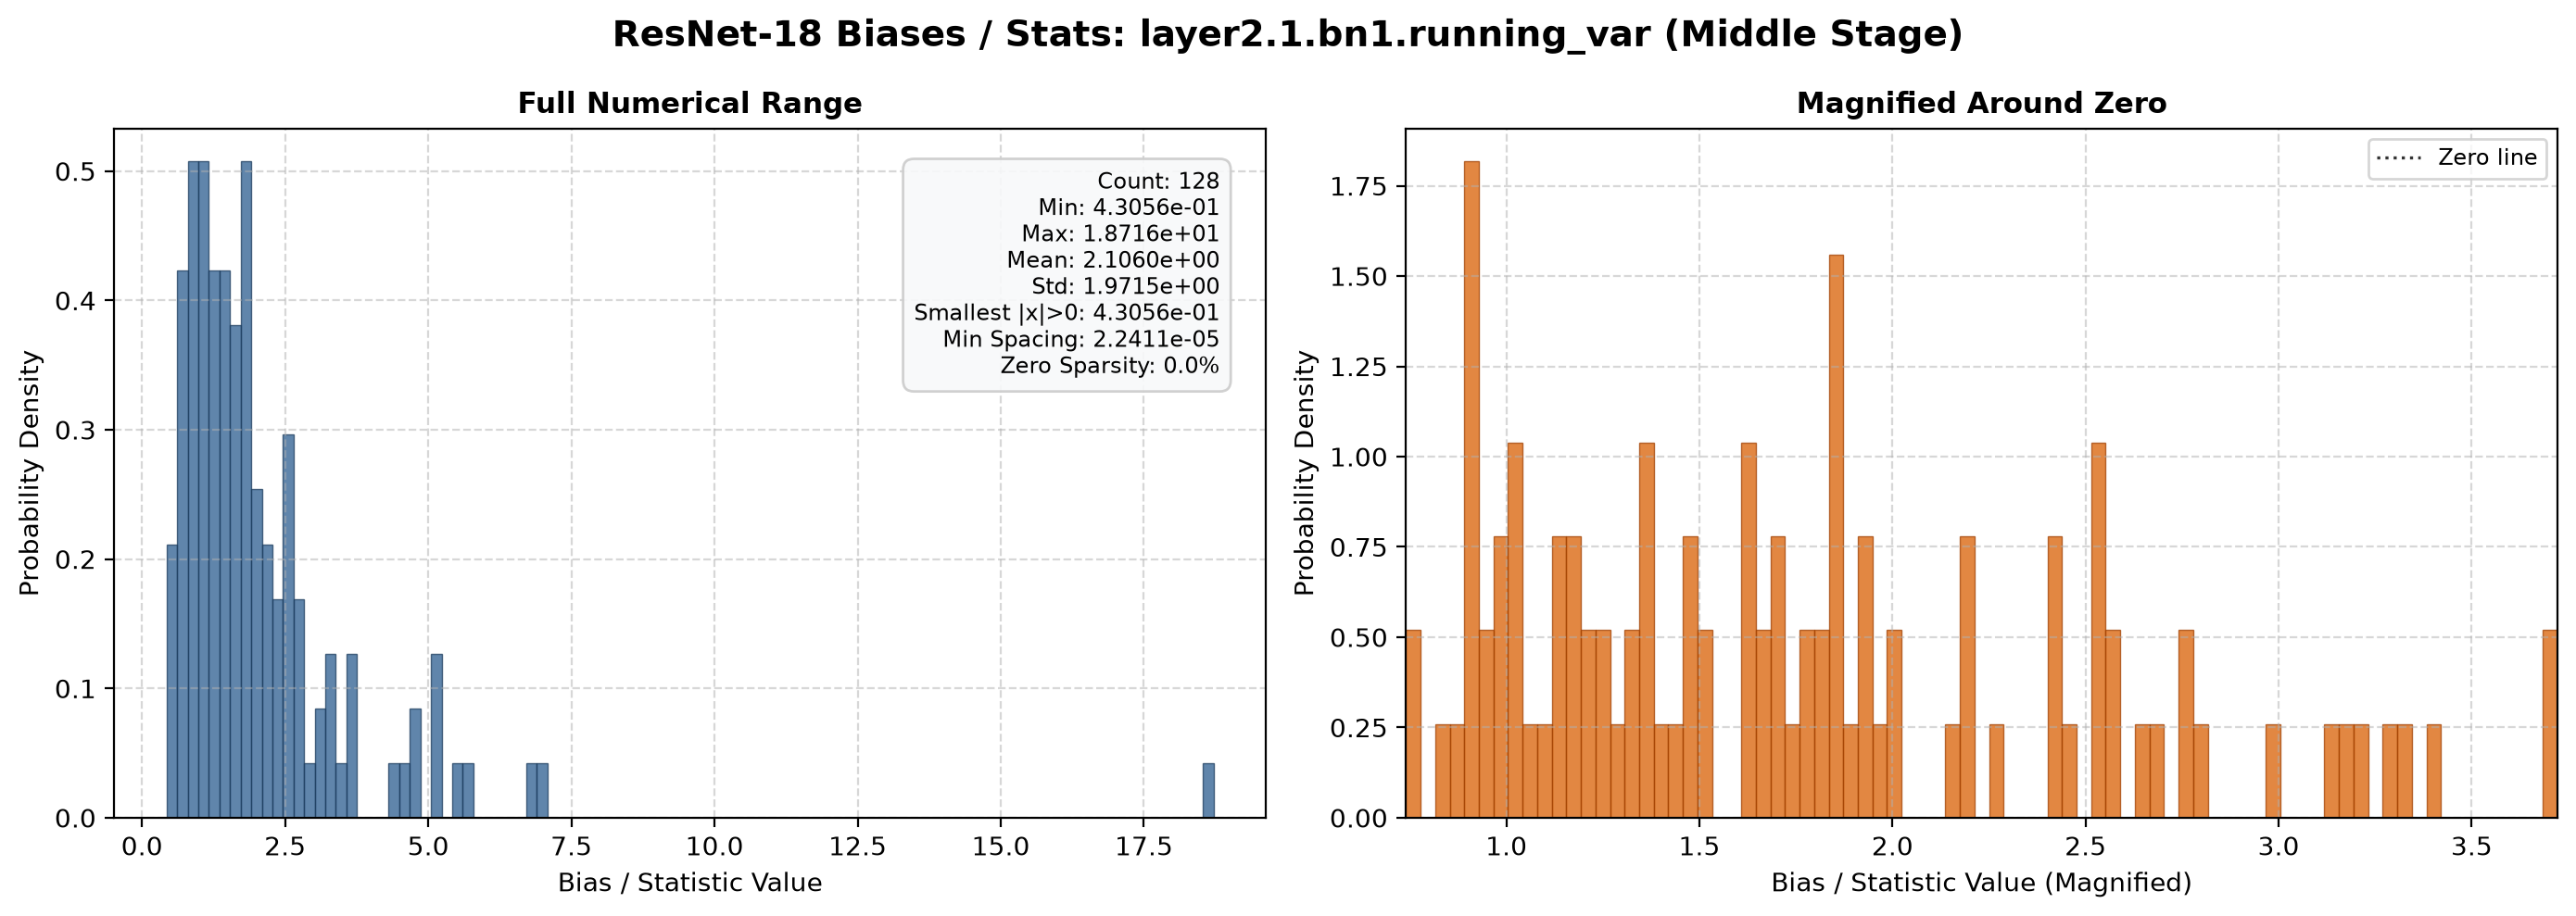 ResNet-18 Biases / Stats: layer2.1.bn1.running_var (Middle Stage)
Full Numerical Range
Probability Density
0.5
0.4
0.3
0.2
0.1
0.0
Count: 128
Min: 4.3056e-01
Max: 1.8716e+01
Mean: 2.1060e+00
Std: 1.9715e+00
Smallest |x|>0: 4.3056e-01
Min Spacing: 2.2411e-05
Zero Sparsity: 0.0%
0.0 2.5 5.0 7.5 10.0 12.5 15.0 17.5
Bias / Statistic Value
Magnified Around Zero
Zero line
Probability Density
1.75
1.50
1.25
1.00
0.75
0.50
0.25
0.00
1.0 1.5 2.0 2.5 3.0 3.5
Bias / Statistic Value (Magnified)